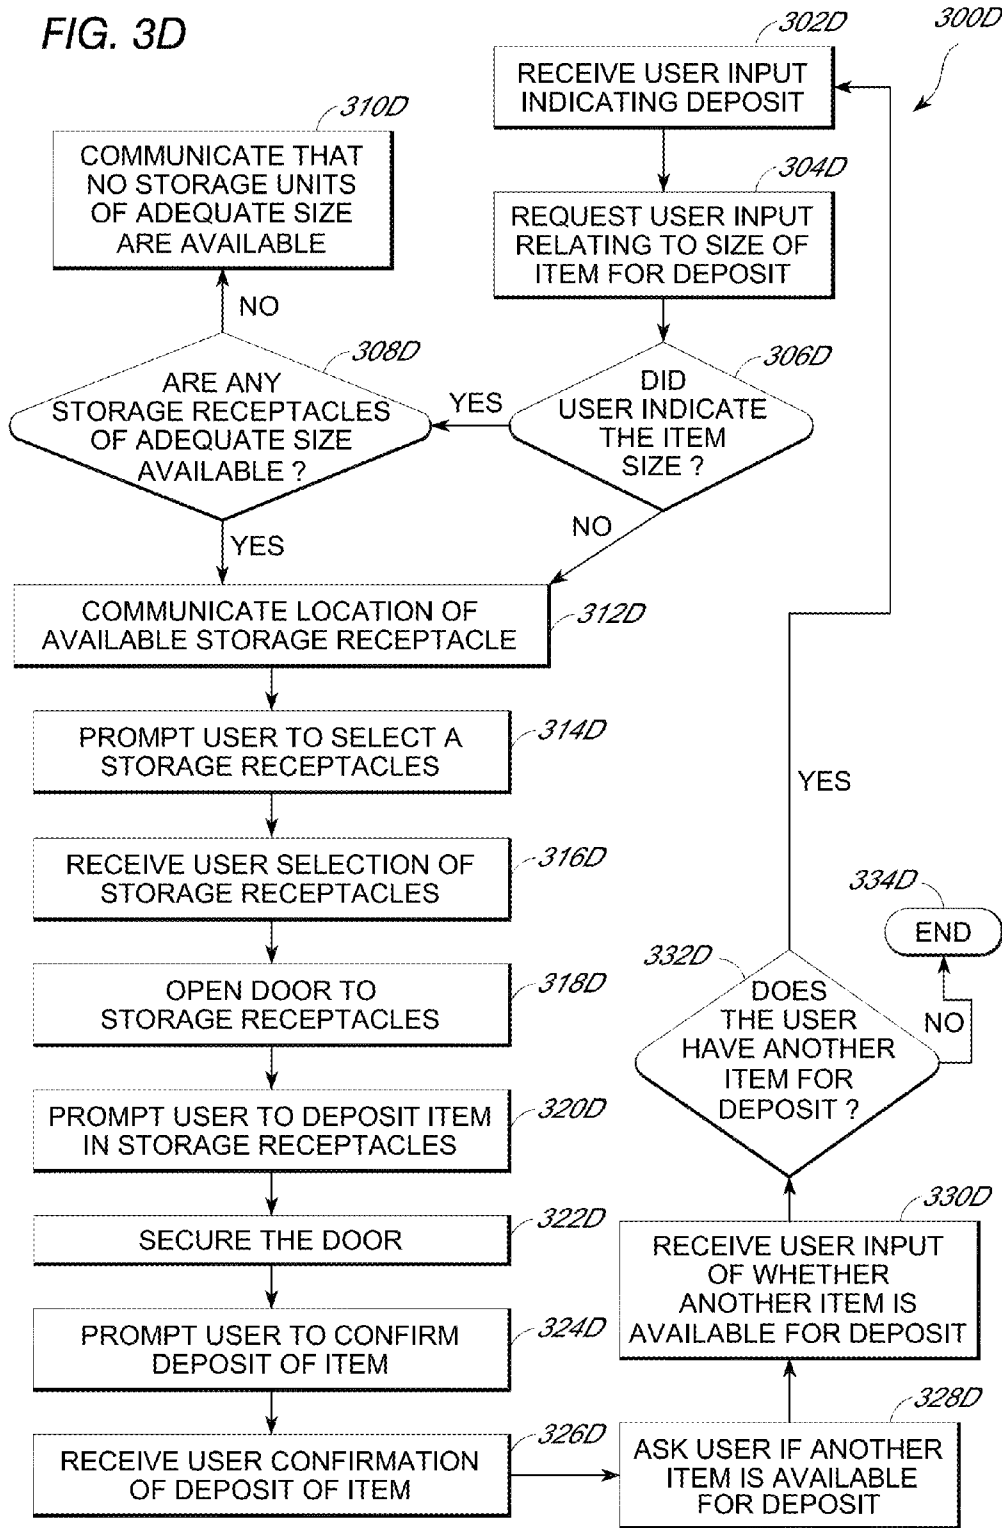 FIG. 3D
300D
302D
RECEIVE USER INPUT
INDICATING DEPOSIT
304D
REQUEST USER INPUT
RELATING TO SIZE OF
ITEM FOR DEPOSIT
306D
DID
USER INDICATE
THE ITEM
SIZE ?
YES
NO
308D
ARE ANY
STORAGE RECEPTACLES
OF ADEQUATE SIZE
AVAILABLE ?
NO
310D
COMMUNICATE THAT
NO STORAGE UNITS
OF ADEQUATE SIZE
ARE AVAILABLE
YES
312D
COMMUNICATE LOCATION OF
AVAILABLE STORAGE RECEPTACLE
314D
PROMPT USER TO SELECT A
STORAGE RECEPTACLES
316D
RECEIVE USER SELECTION OF
STORAGE RECEPTACLES
318D
OPEN DOOR TO
STORAGE RECEPTACLES
320D
PROMPT USER TO DEPOSIT ITEM
IN STORAGE RECEPTACLES
322D
SECURE THE DOOR
324D
PROMPT USER TO CONFIRM
DEPOSIT OF ITEM
326D
RECEIVE USER CONFIRMATION
OF DEPOSIT OF ITEM
328D
ASK USER IF ANOTHER
ITEM IS AVAILABLE
FOR DEPOSIT
330D
RECEIVE USER INPUT
OF WHETHER
ANOTHER ITEM IS
AVAILABLE FOR DEPOSIT
332D
DOES
THE USER
HAVE ANOTHER
ITEM FOR
DEPOSIT ?
YES
NO
334D
END